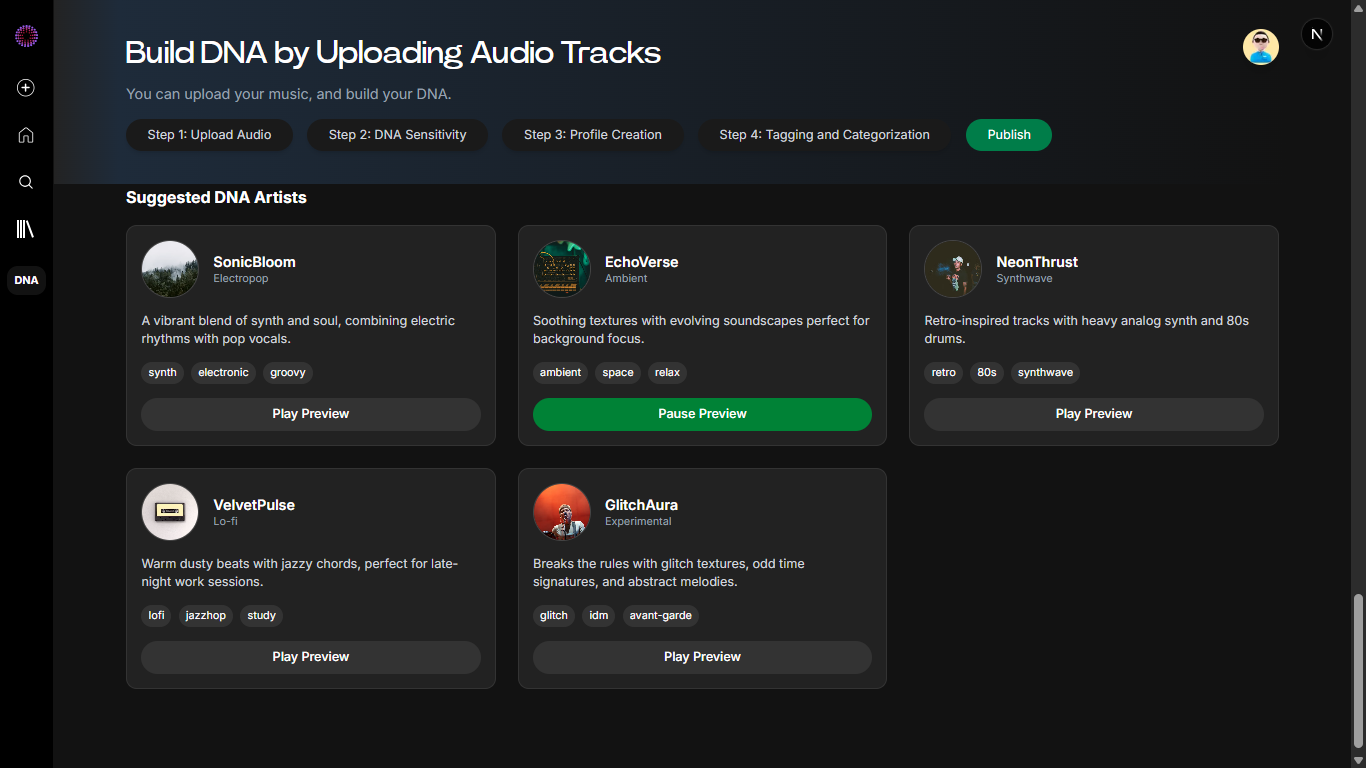 Build DNA by Uploading Audio Tracks
N
You can upload your music, and build your DNA.
Step 1: Upload Audio
Step 2: DNA Sensitivity
Step 3: Profile Creation
Step 4: Tagging and Categorization
Publish
DNA
Suggested DNA Artists
SonicBloom
Electropop
A vibrant blend of synth and soul, combining electric
rhythms with pop vocals.
synth electronic groovy
Play Preview
EchoVerse
Ambient
Soothing textures with evolving soundscapes perfect for
background focus.
ambient space relax
Pause Preview
NeonThrust
Synthwave
Retro-inspired tracks with heavy analog synth and 80s
drums.
retro 80s synthwave
Play Preview
VelvetPulse
Lo-fi
Warm dusty beats with jazzy chords, perfect for late-
night work sessions.
lofi jazzhop study
Play Preview
GlitchAura
Experimental
Breaks the rules with glitch textures, odd time
signatures, and abstract melodies.
glitch idm avant-garde
Play Preview